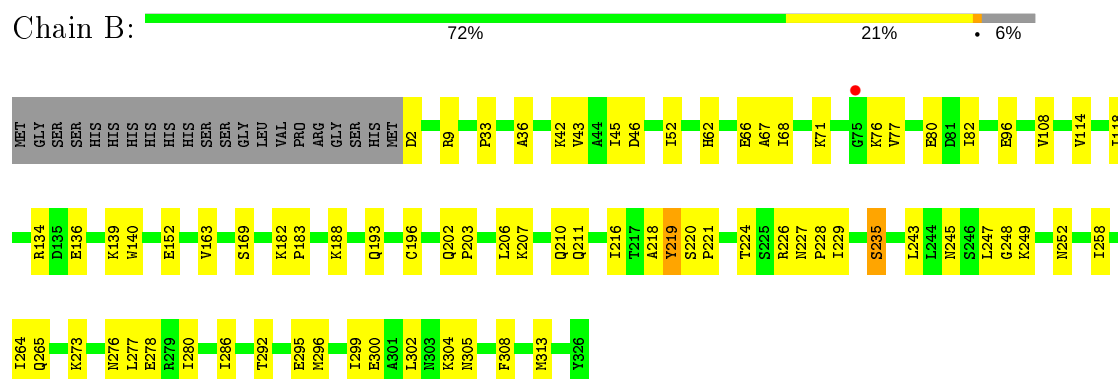 Chain B:
72% 21% • 6%
MET GLY SER SER HIS HIS HIS HIS HIS HIS SER SER GLY LEU VAL PRO ARG GLY SER HIS MET D2 R9 P33 A36 K42 V43 A44 I45 D46 I52 H62 E66 A67 I68 K71 G75 K76 V77 E80 D81 I82 E96 V108 V114 I118
R134 D135 E136 K139 W140 E152 V163 S169 K182 P183 K188 Q193 C196 Q202 P203 L206 K207 Q210 Q211 I216 T217 A218 Y219 S220 P221 T224 S225 R226 N227 P228 I229 S235 L243 L244 N245 S246 L247 G248 K249 N252 I258
I264 Q265 K273 N276 L277 E278 R279 I280 I286 T292 E295 M296 I299 E300 A301 L302 N303 K304 N305 F308 M313 Y326